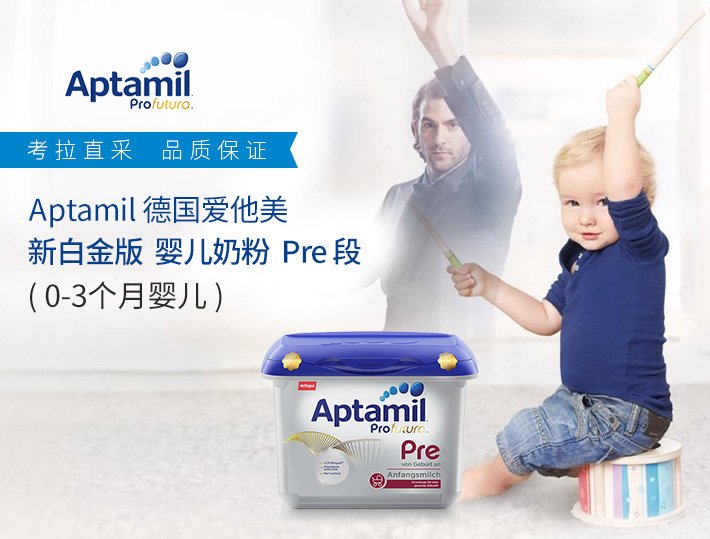 Aptamil
Profutura.
考拉直采 品质保证
Aptamil 德国爱他美
新白金版 婴儿奶粉 Pre 段
( 0-3个月婴儿 )
milupa
Aptamil
Profutura.
Pre
von Geburt an
Anfangsmilch